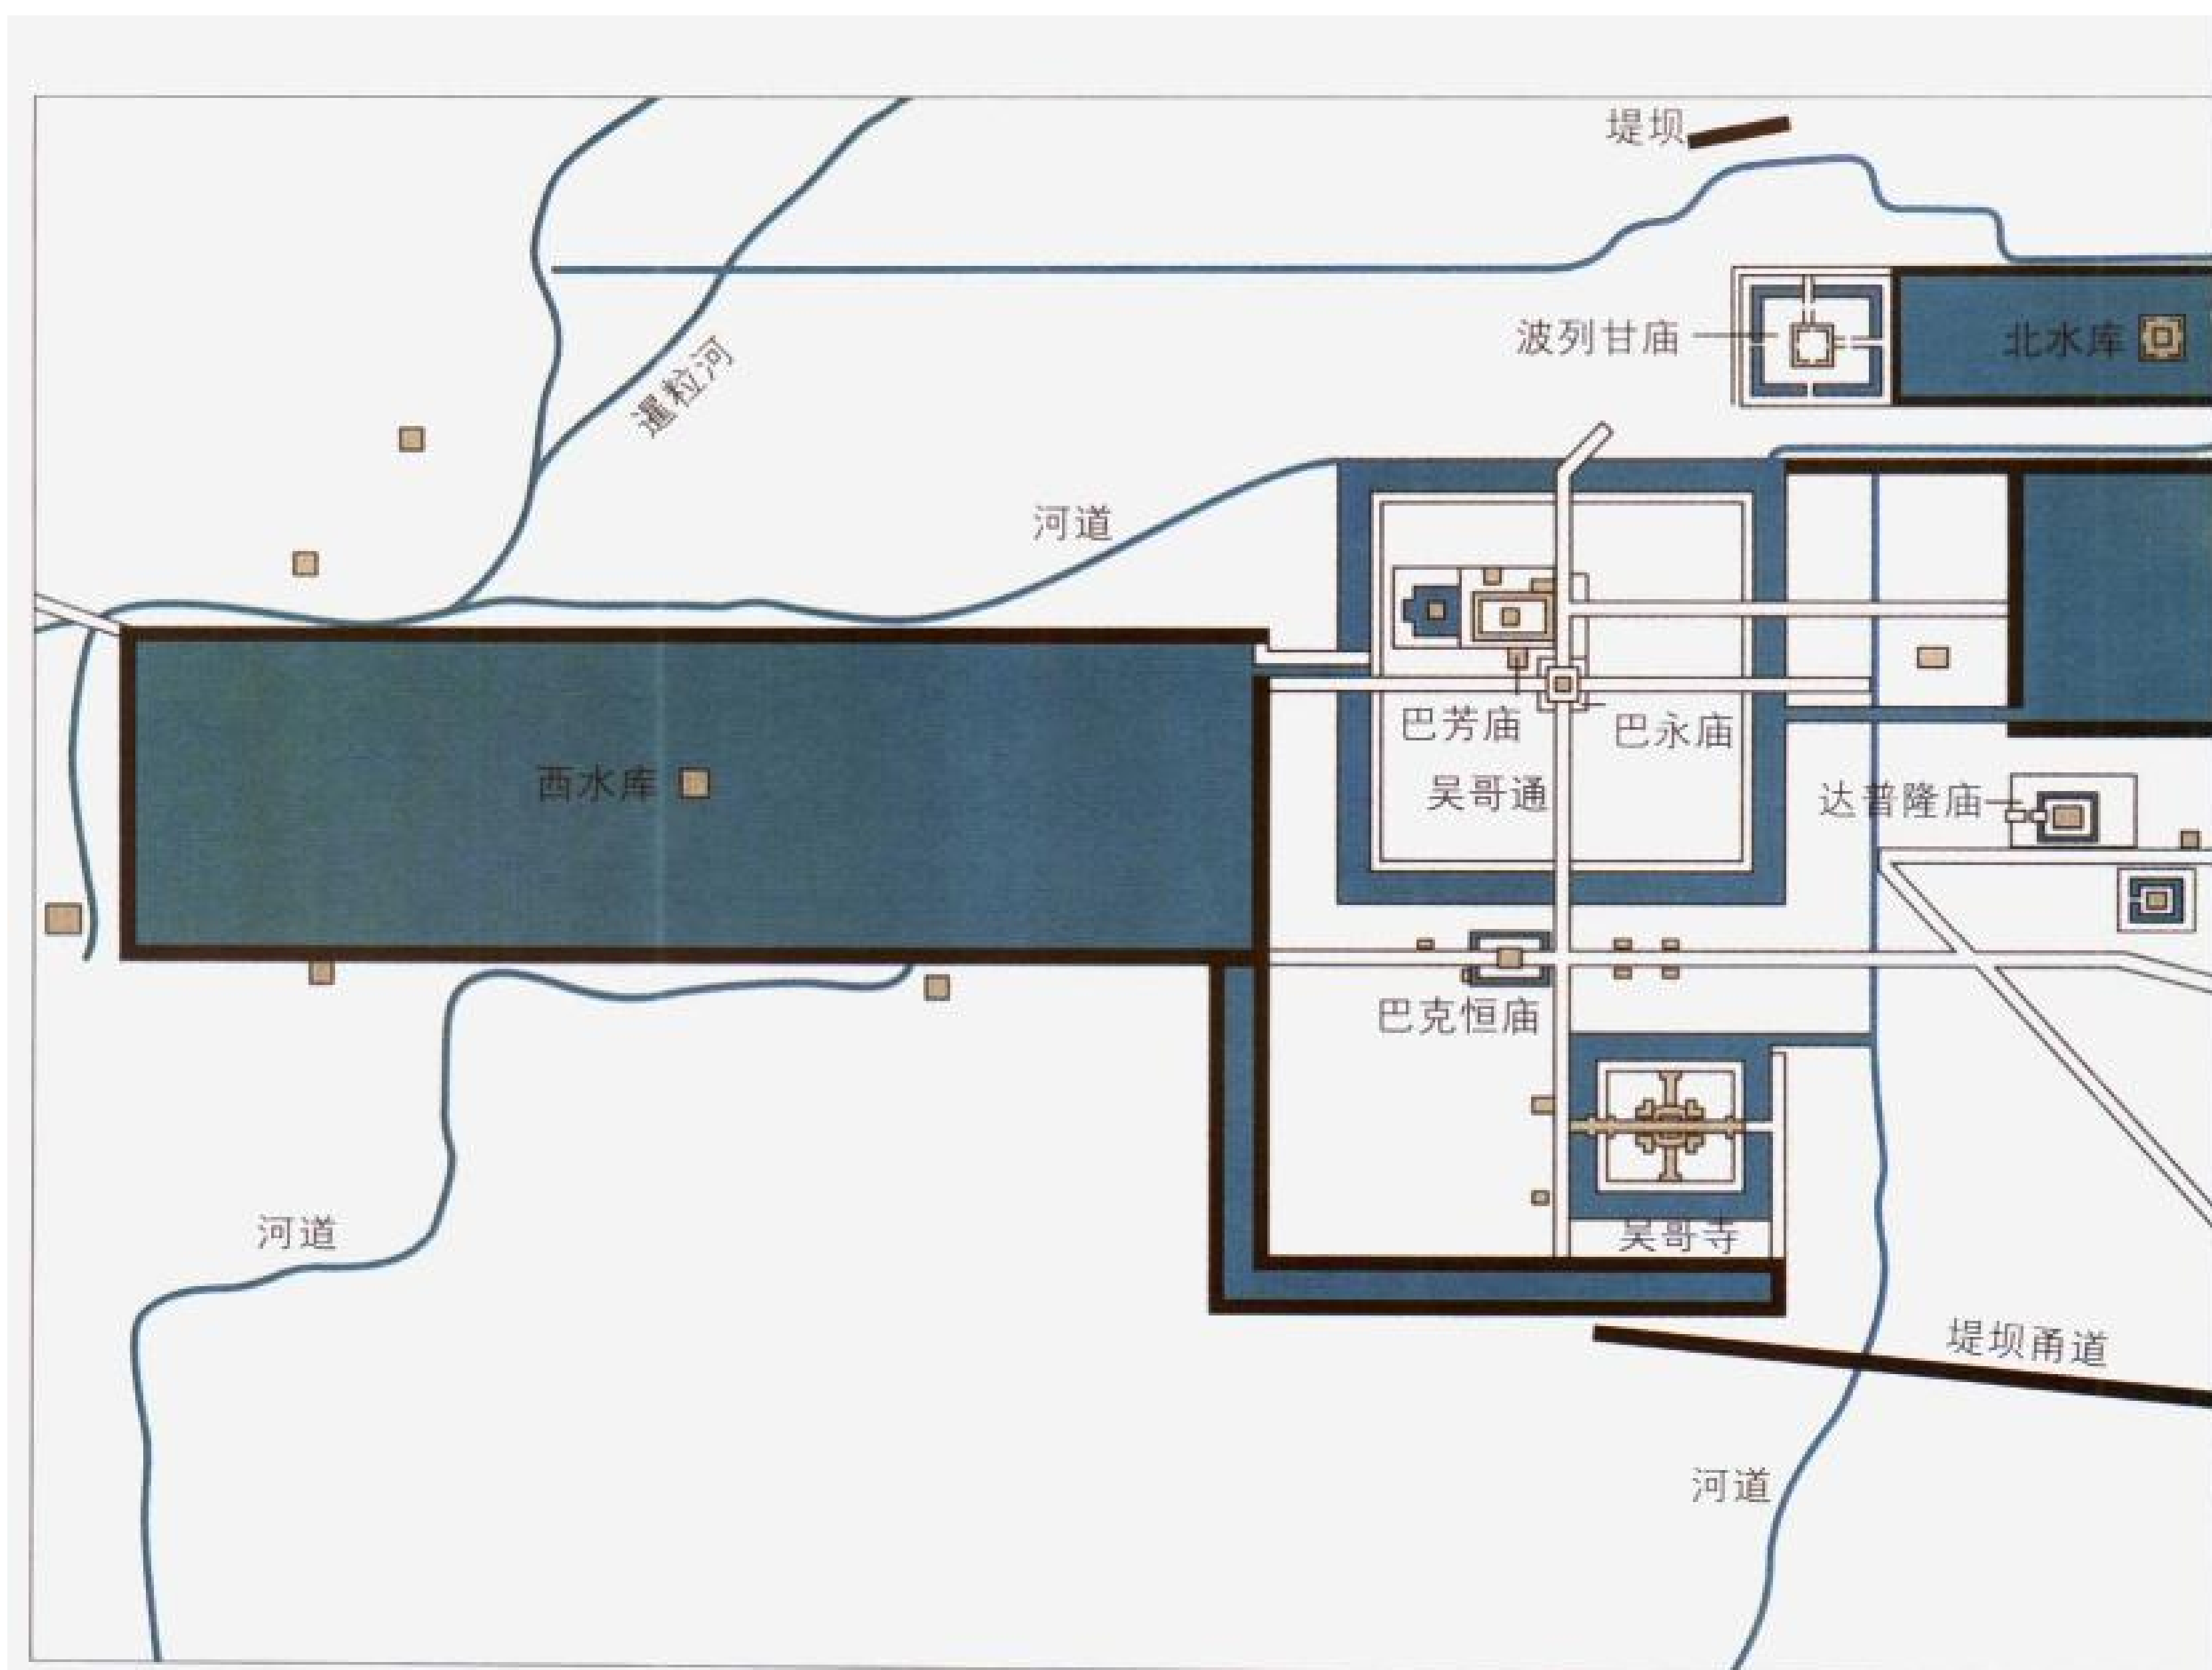 堤坝
波列甘庙
北水库
暹粒河
河道
巴芳庙
巴永庙
西水库
吴哥通
达普隆庙
巴克恒庙
河道
吴哥寺
堤坝甬道
河道